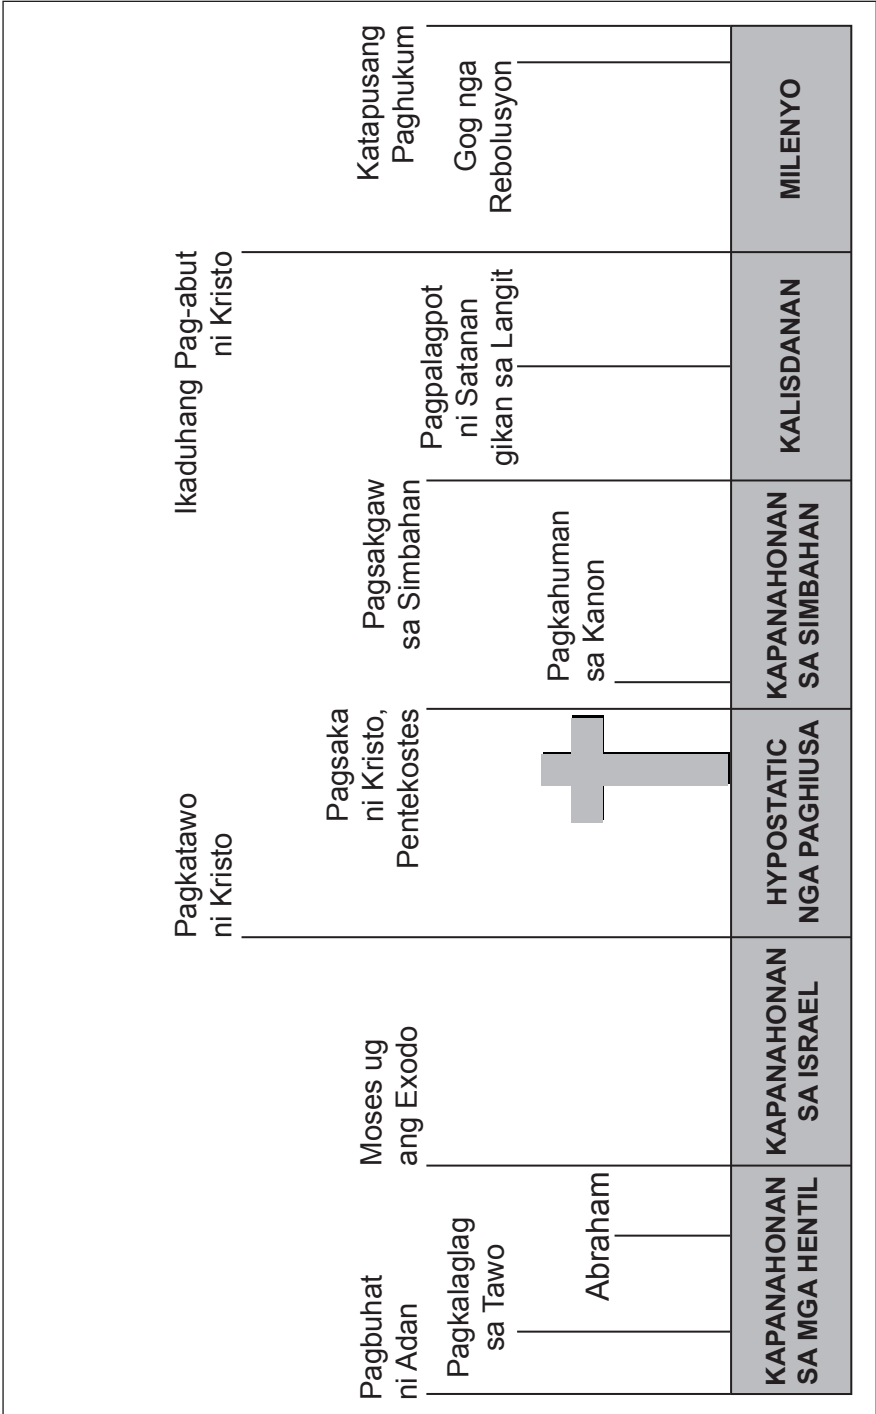 Pagbuhat
ni Adan
Pagkalaglag
sa Tawo
Abraham
Moses ug
ang Exodo
Pagkatawo
ni Kristo
Pagsaka
ni Kristo,
Pentekostes
Pagkahuman
sa Kanon
Pagsakgaw
sa Simbahan
Pagpalagpot
ni Satanan
gikan sa Langit
Ikaduhang Pag-abut
ni Kristo
Gog nga
Rebolusyon
Katapusang
Paghukum
KAPANAHONAN
SA MGA HENTIL
KAPANAHONAN
SA ISRAEL
HYPOSTATIC
NGA PAGHIUSA
KAPANAHONAN
SA SIMBAHAN
KALISDANAN
MILENYO